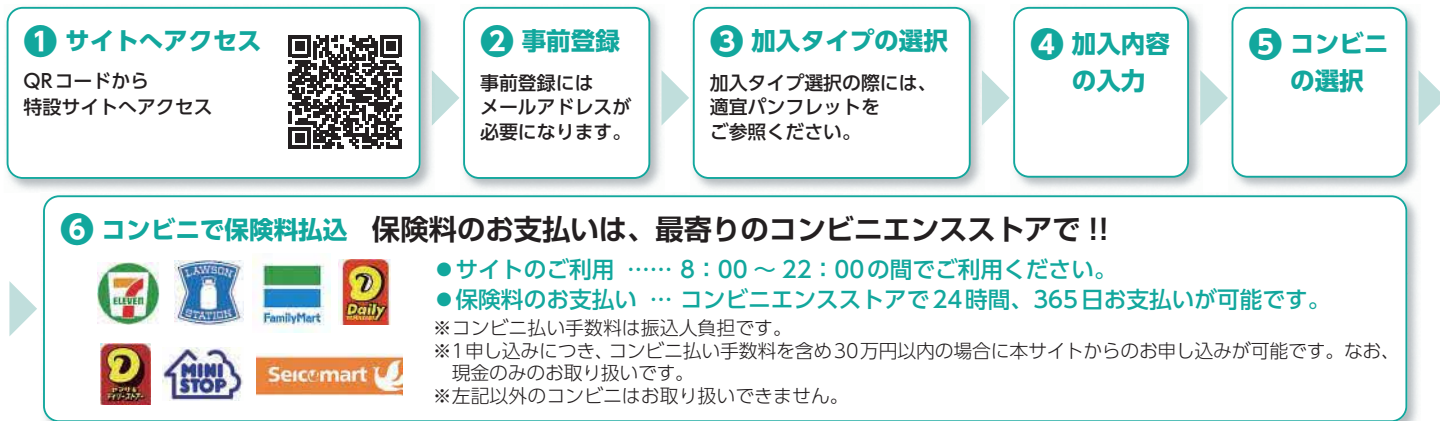 ❶ サイトへアクセス
QRコードから
特設サイトへアクセス
❷ 事前登録
事前登録には
メールアドレスが
必要になります。
❸ 加入タイプの選択
加入タイプ選択の際には、
適宜パンフレットを
ご参照ください。
❹ 加入内容
の入力
❺ コンビニ
の選択
❻ コンビニで保険料払込 保険料のお支払いは、最寄りのコンビニエンスストアで!!
7
ELEVEn
LAWSON
STATION
FamilyMart
Daily
ヤマザキ
デイリーストアー
MINI
STOP
Seicomart
●サイトのご利用 …… 8：00 ～ 22：00の間でご利用ください。
●保険料のお支払い … コンビニエンスストアで24時間、365日お支払いが可能です。
※コンビニ払い手数料は振込人負担です。
※1申し込みにつき、コンビニ払い手数料を含め30万円以内の場合に本サイトからのお申し込みが可能です。なお、
現金のみのお取り扱いです。
※左記以外のコンビニはお取り扱いできません。